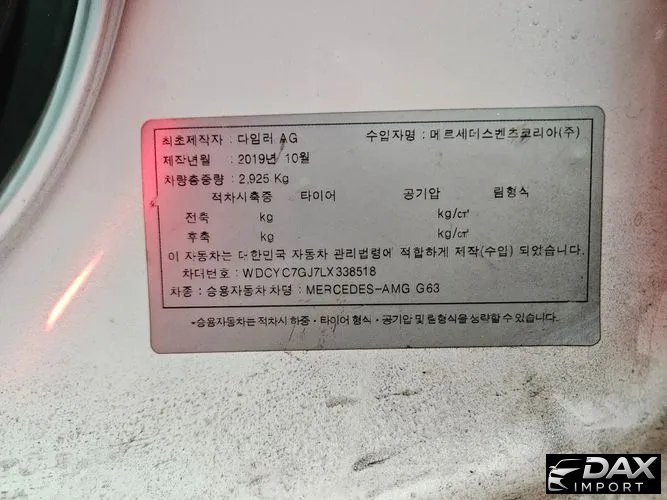 최초제작자 : 다임러 AG 수입자명 : 메르세데스벤츠코리아(주)
제작년월 : 2019년 10월
차량총중량 : 2,925 Kg
적차시축중 타이어 공기압 림형식
전축 kg kg/㎠
후축 kg kg/㎠
이 자동차는 대한민국 자동차 관리법령에 적합하게 제작(수입) 되었습니다.
차대번호 : WDCYC7GJ7LX338518
차종 : 승용자동차 차명 : MERCEDES-AMG G63
*승용자동차는 적차시 하중 · 타이어 형식 · 공기압 및 림형식을 생략할 수 있습니다.
DAX
IMPORT